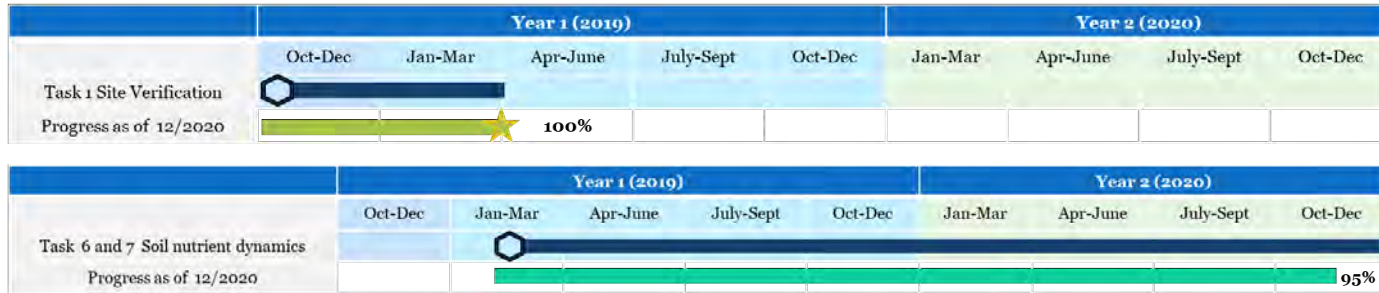 Year 1 (2019) Year 2 (2020)
Oct-Dec Jan-Mar Apr-June July-Sept Oct-Dec Jan-Mar Apr-June July-Sept Oct-Dec
Task 1 Site Verification
Progress as of 12/2020 100%
Year 1 (2019) Year 2 (2020)
Oct-Dec Jan-Mar Apr-June July-Sept Oct-Dec Jan-Mar Apr-June July-Sept Oct-Dec
Task 6 and 7 Soil nutrient dynamics
Progress as of 12/2020 95%